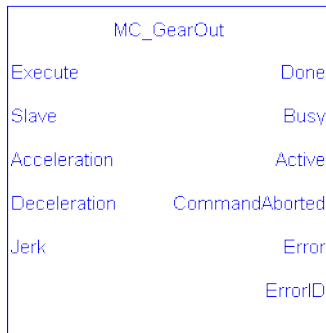 MC_GearOut
Execute Done
Slave Busy
Acceleration Active
Deceleration CommandAborted
Jerk Error
ErrorID